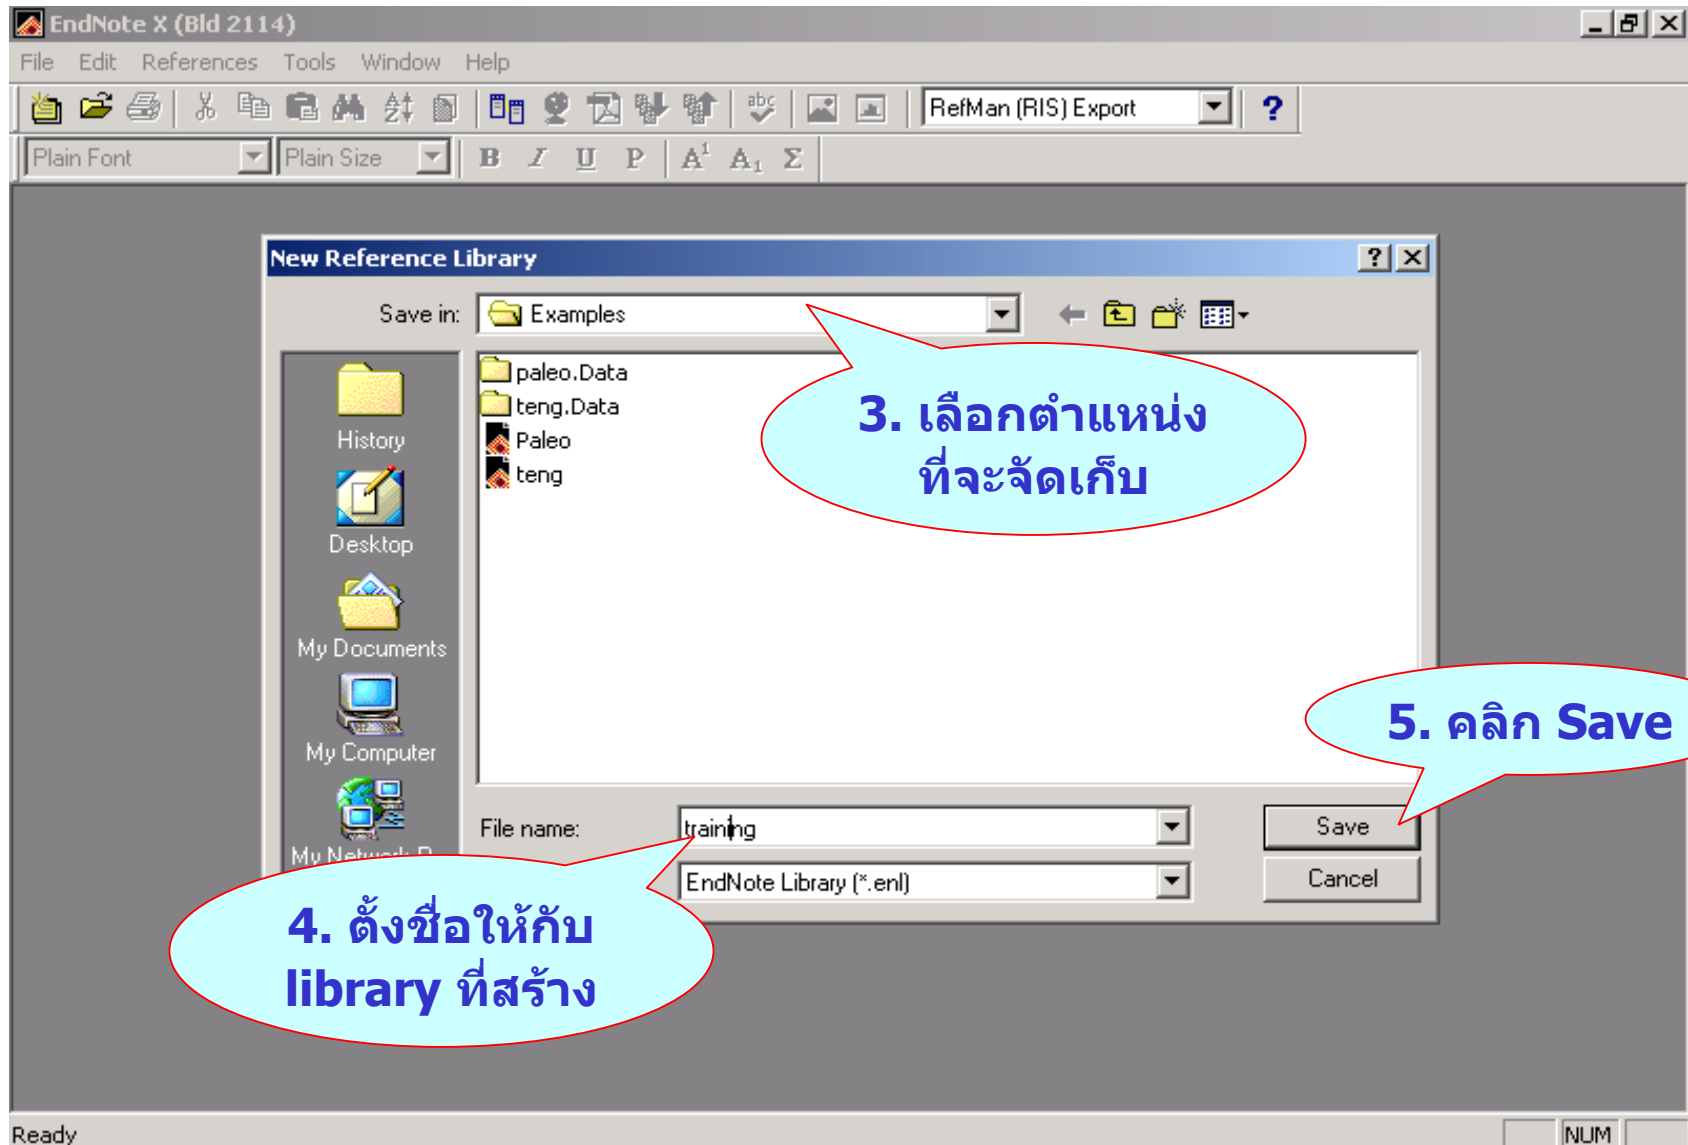 EndNote X (Bld 2114)
File Edit References Tools Window Help
abc RefMan (RIS) Export ?
Plain Font Plain Size B I U P A¹ A₁ Σ
New Reference Library
Save in: Examples
History
Desktop
My Documents
My Computer
paleo.Data
teng.Data
Paleo
teng
3. เลือกตำแหน่ง
ที่จะจัดเก็บ
5. คลิก Save
File name: training Save
EndNote Library (*.enl) Cancel
4. ตั้งชื่อให้กับ
library ที่สร้าง
Ready NUM